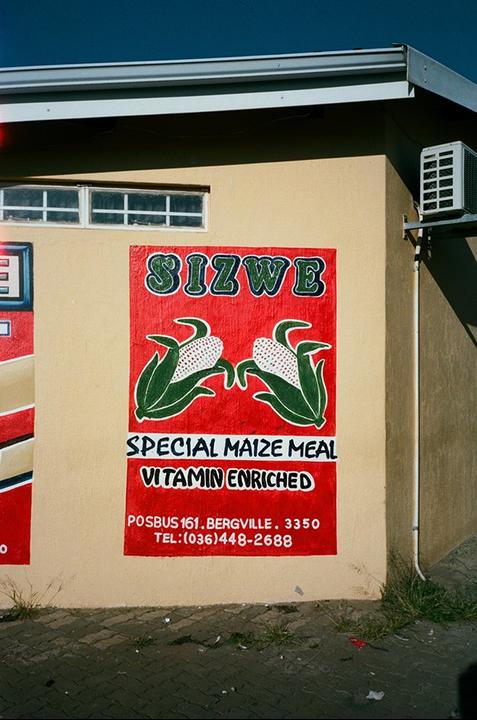 SIZWE
SPECIAL MAIZE MEAL
VITAMIN ENRICHED
POSBUS 161. BERGVILLE. 3350
TEL:(036)448-2688